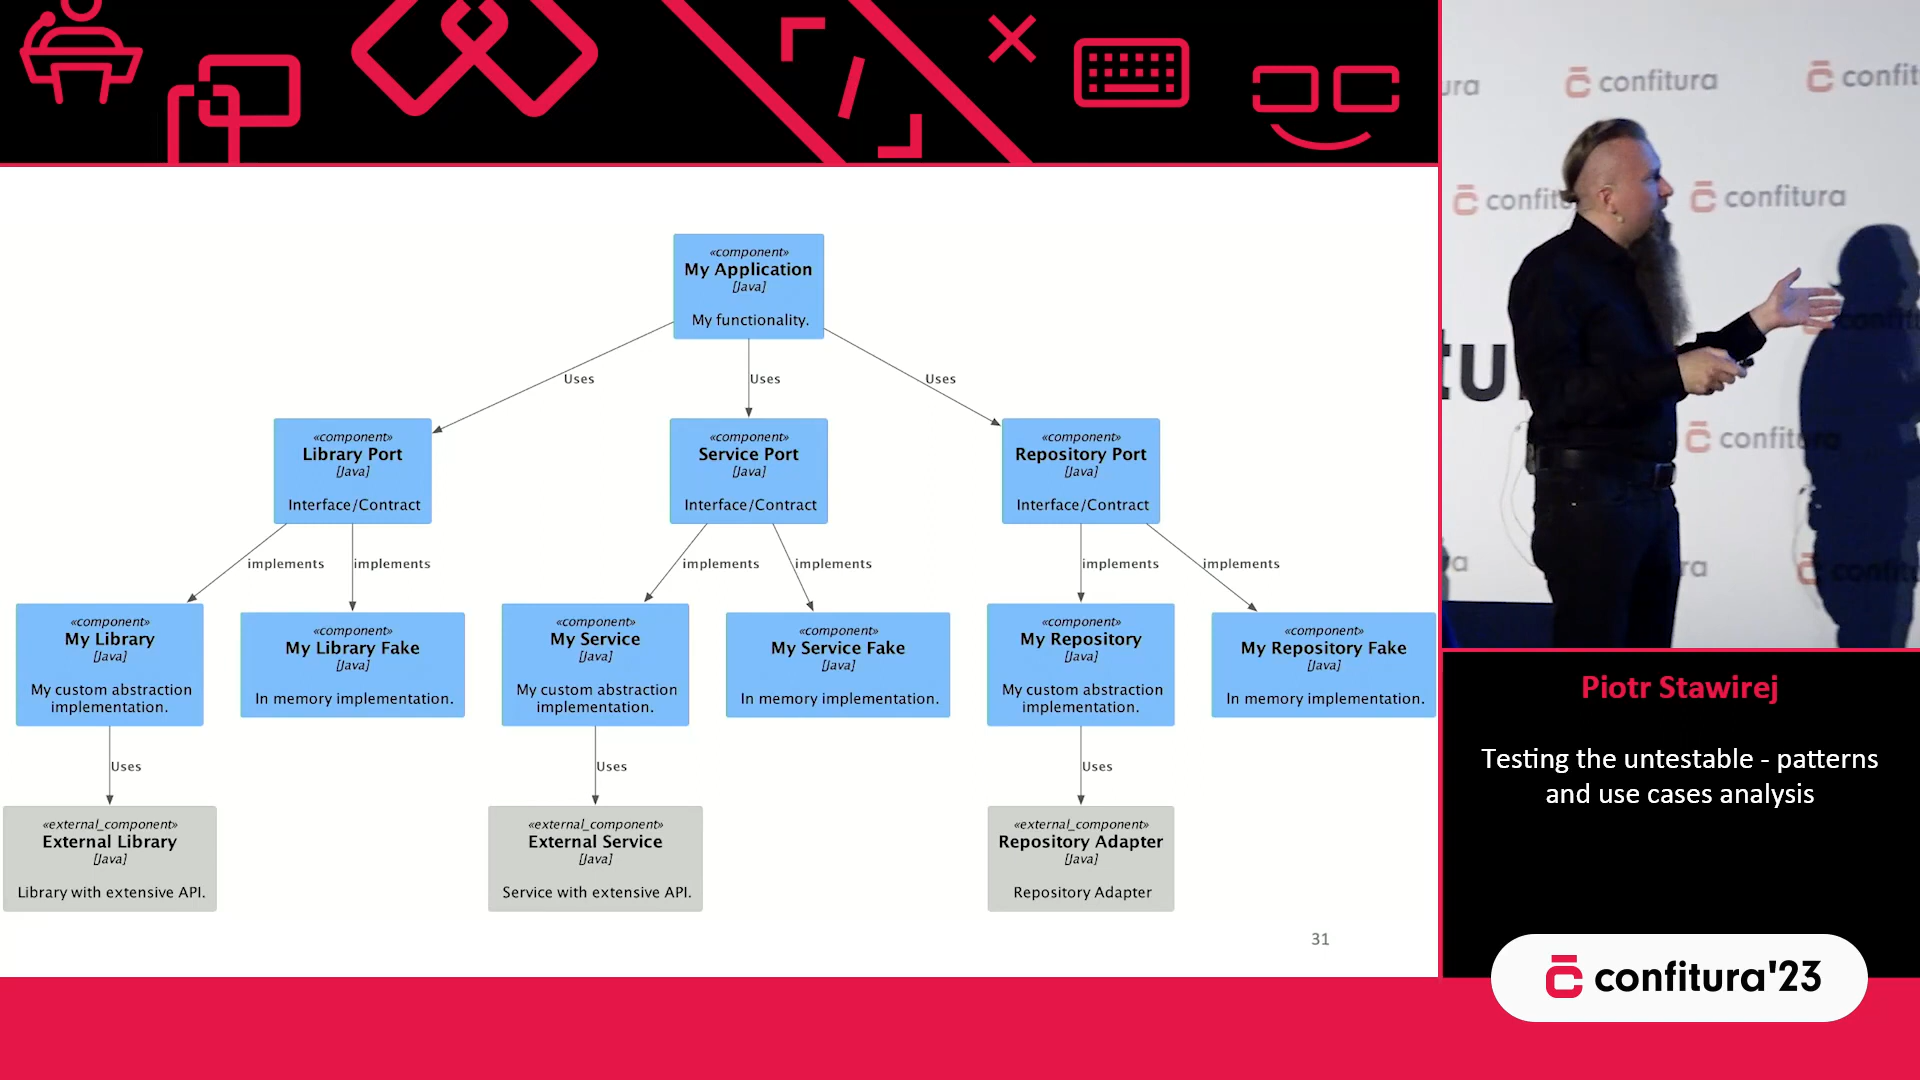 «component»
My Application
[Java]
My functionality.
Uses
Uses
Uses
«component»
Library Port
[Java]
Interface/Contract
«component»
Service Port
[Java]
Interface/Contract
«component»
Repository Port
[Java]
Interface/Contract
implements
implements
implements
implements
implements
implements
«component»
My Library
[Java]
My custom abstraction
implementation.
«component»
My Library Fake
[Java]
In memory implementation.
«component»
My Service
[Java]
My custom abstraction
implementation.
«component»
My Service Fake
[Java]
In memory implementation.
«component»
My Repository
[Java]
My custom abstraction
implementation.
«component»
My Repository Fake
[Java]
In memory implementation.
Uses
Uses
Uses
«external_component»
External Library
[Java]
Library with extensive API.
«external_component»
External Service
[Java]
Service with extensive API.
«external_component»
Repository Adapter
[Java]
Repository Adapter
31
ura
confitura
confit
confitu
confitura
confitu
tu
confitura
a
ra
confitu
Piotr Stawirej
Testing the untestable - patterns
and use cases analysis
confitura'23